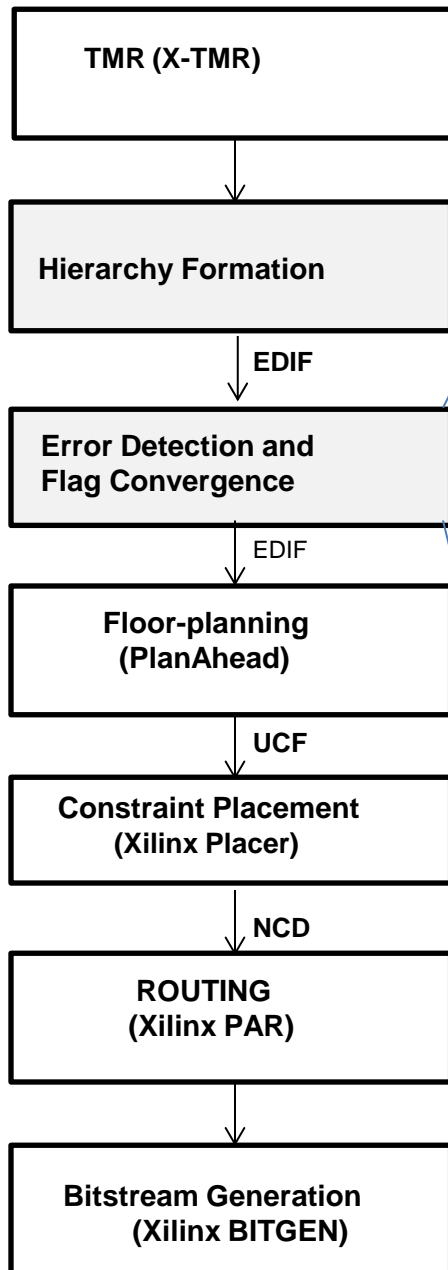 TMR (X-TMR)
Hierarchy Formation
EDIF
Error Detection and
Flag Convergence
EDIF
Floor-planning
(PlanAhead)
UCF
Constraint Placement
(Xilinx Placer)
NCD
ROUTING
(Xilinx PAR)
Bitstream Generation
(Xilinx BITGEN)